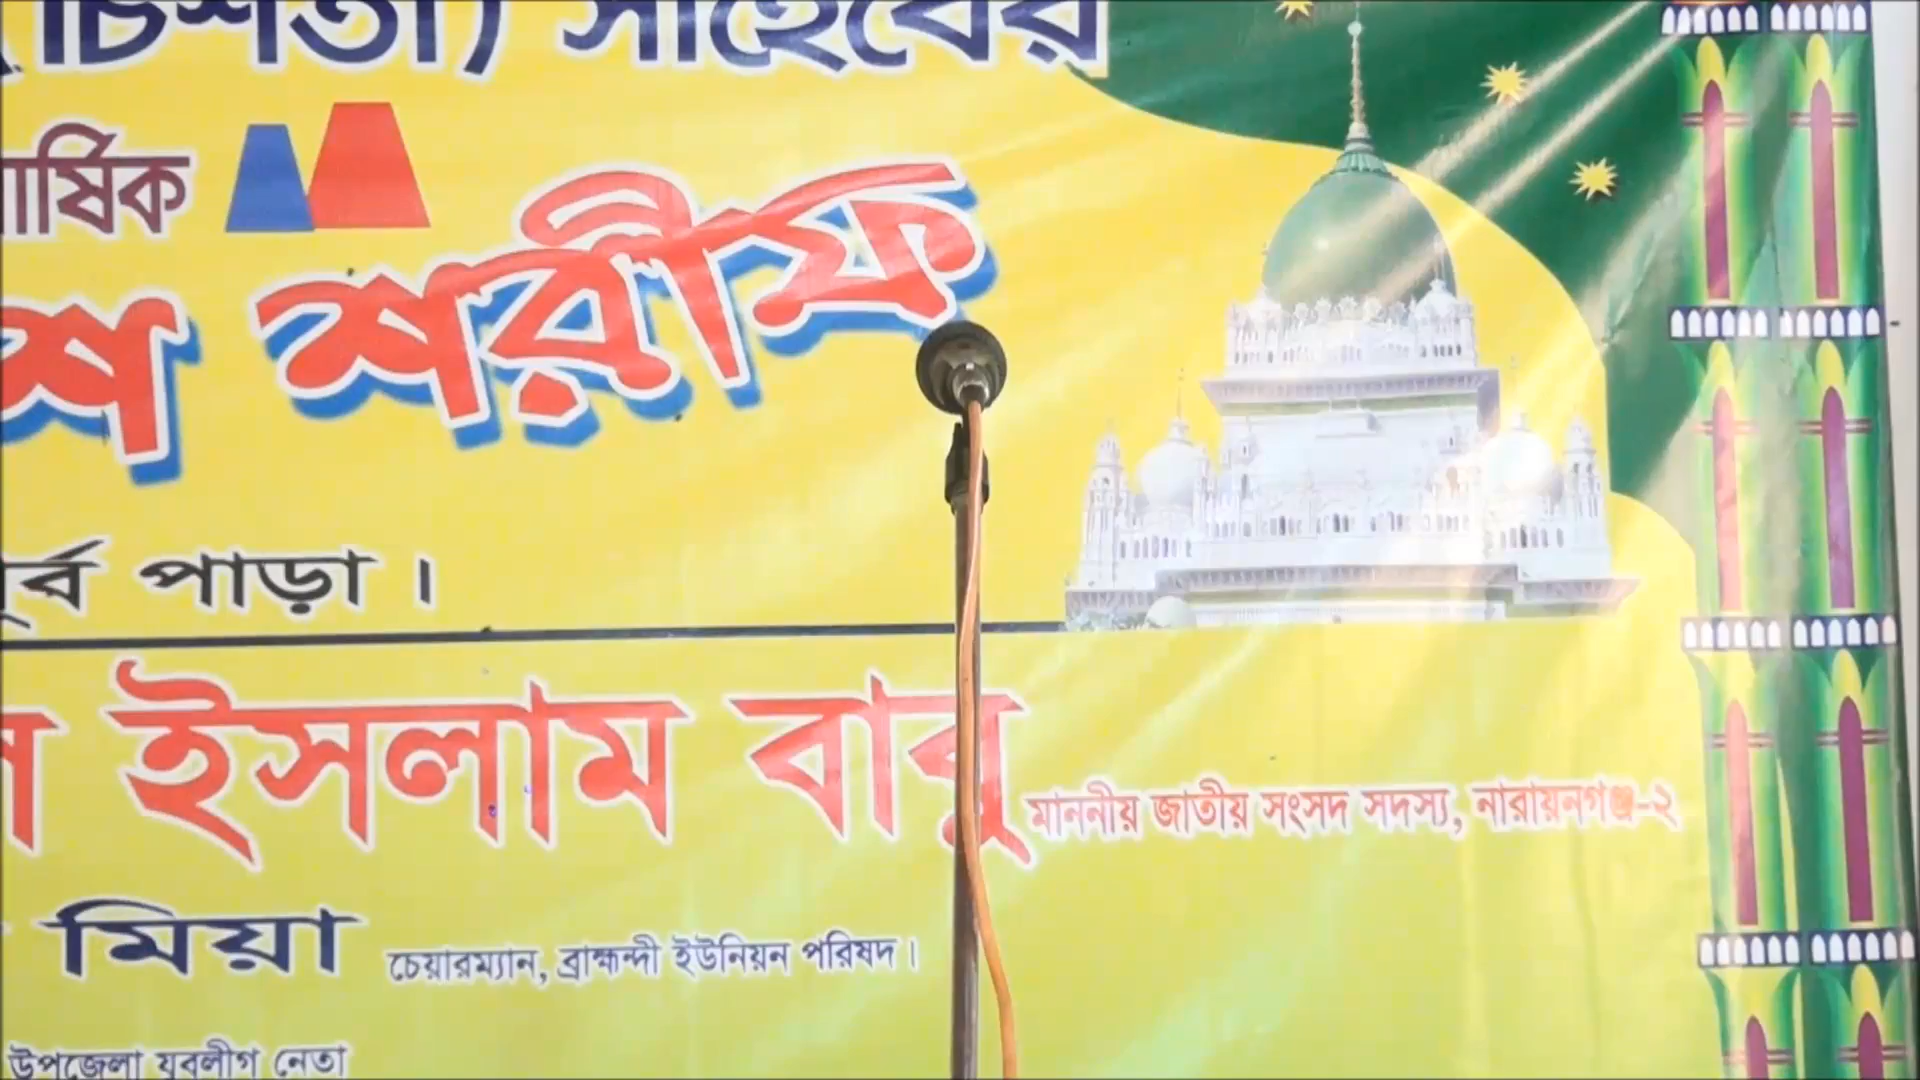 (চিশতী) সাহেবের
বার্ষিক
শরীফ
পূর্ব পাড়া।
ইসলাম বাবু মাননীয় জাতীয় সংসদ সদস্য, নারায়নগঞ্জ-২
মিয়া চেয়ারম্যান, ব্রাহ্মন্দী ইউনিয়ন পরিষদ।
উপজেলা যুবলীগ নেতা